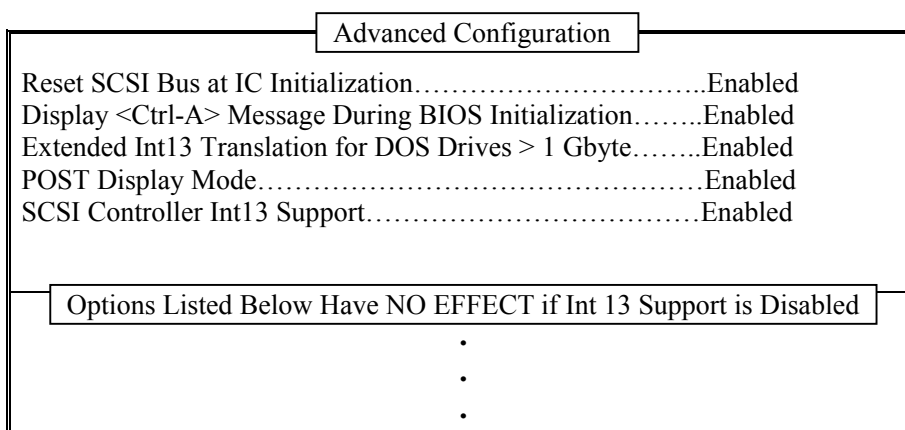 Advanced Configuration
Reset SCSI Bus at IC Initialization…………………………..Enabled
Display <Ctrl-A> Message During BIOS Initialization……..Enabled
Extended Int13 Translation for DOS Drives > 1 Gbyte……..Enabled
POST Display Mode………………………………………Enabled
SCSI Controller Int13 Support……………………………Enabled
Options Listed Below Have NO EFFECT if Int 13 Support is Disabled
.
.
.